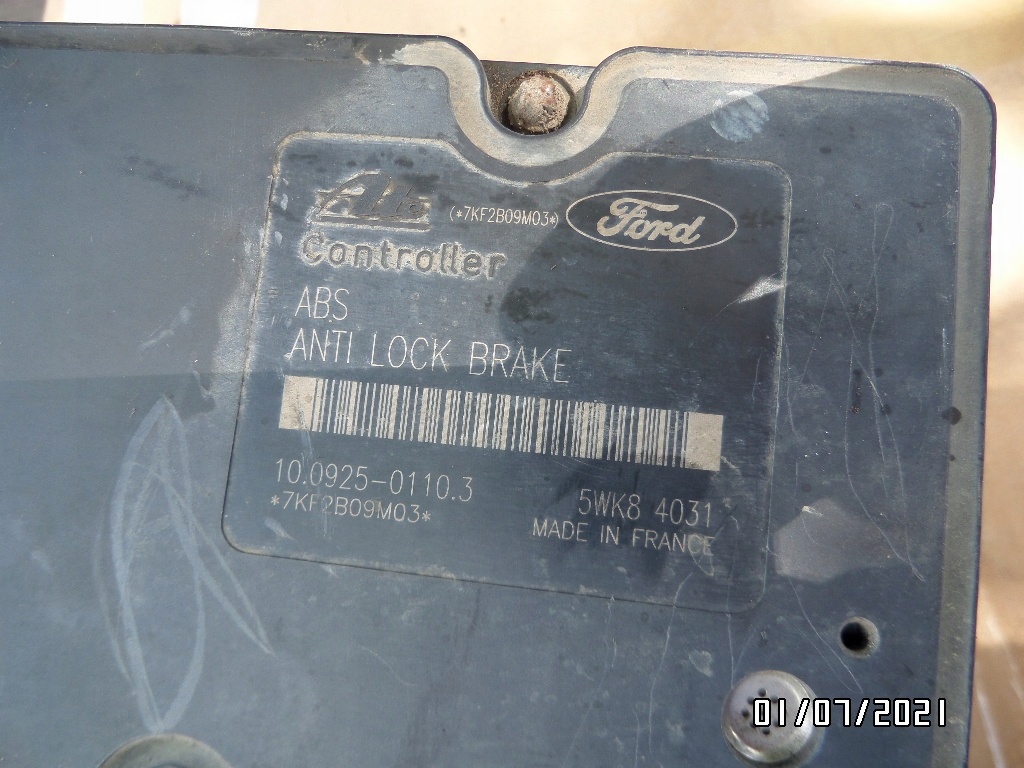 Ate (*7KF2B09M03*) Ford
Controller
ABS
ANTI LOCK BRAKE
10.0925-0110.3
5WK8 4031
*7KF2B09M03*
MADE IN FRANCE
01/07/2021